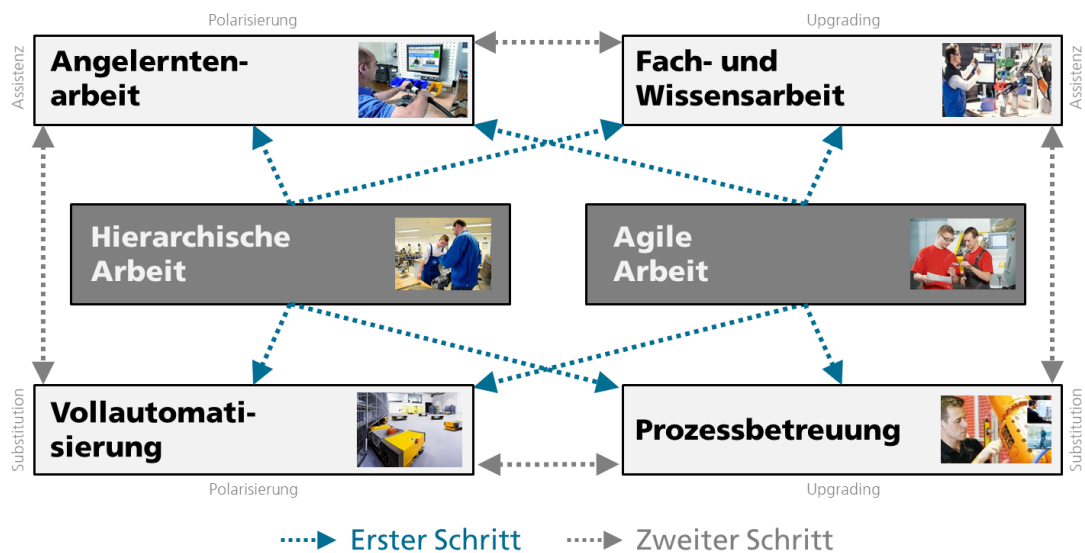 Polarisierung
Upgrading
Assistenz
Angelernten-
arbeit
Fach- und
Wissensarbeit
Assistenz
Hierarchische
Arbeit
Agile
Arbeit
Substitution
Vollautomati-
sierung
Prozessbetreuung
Substitution
Polarisierung
Upgrading
Erster Schritt
Zweiter Schritt